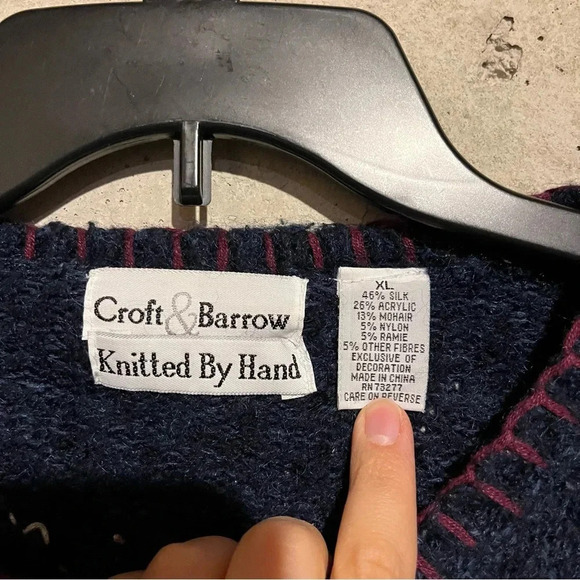 Croft & Barrow
Knitted By Hand
XL
46% SILK
26% ACRYLIC
13% MOHAIR
5% NYLON
5% RAMIE
5% OTHER FIBRES
EXCLUSIVE OF
DECORATION
MADE IN CHINA
RN 73277
CARE ON REVERSE